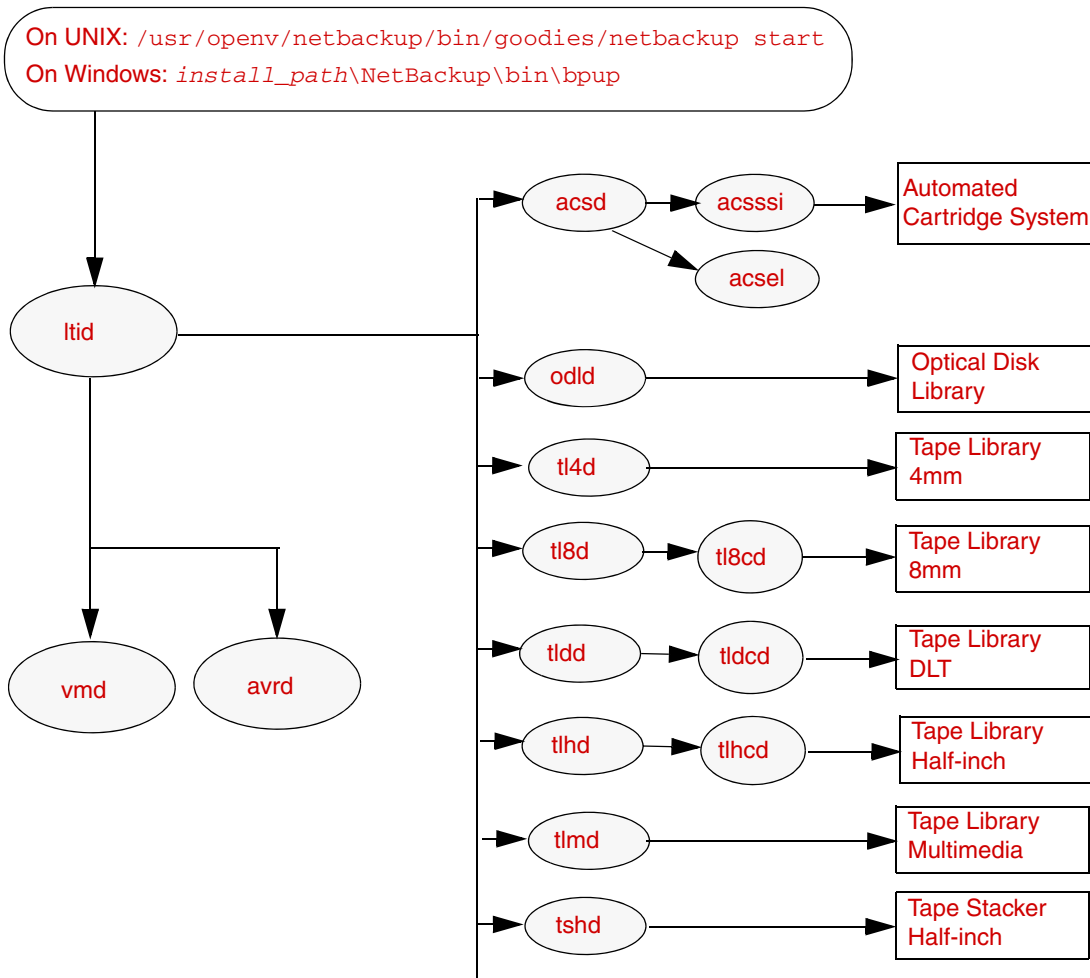 On UNIX: /usr/openv/netbackup/bin/goodies/netbackup start
On Windows: install_path\NetBackup\bin\bpup
acsd
acsssi
Automated
Cartridge System
acsel
ltid
odld
Optical Disk
Library
tl4d
Tape Library
4mm
tl8d
tl8cd
Tape Library
8mm
vmd
avrd
tldd
tldcd
Tape Library
DLT
tlhd
tlhcd
Tape Library
Half-inch
tlmd
Tape Library
Multimedia
tshd
Tape Stacker
Half-inch